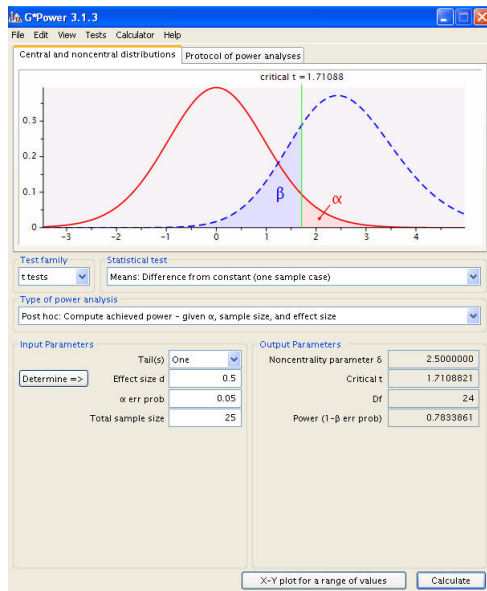 G*Power 3.1.3
File Edit View Tests Calculator Help
Central and noncentral distributions Protocol of power analyses
critical t = 1.71088
0.3
0.2
0.1
0
-3 -2 -1 0 1 2 3 4
β
α
Test family Statistical test
t tests Means: Difference from constant (one sample case)
Type of power analysis
Post hoc: Compute achieved power - given α, sample size, and effect size
Input Parameters Output Parameters
Tail(s) One Noncentrality parameter δ 2.5000000
Determine => Effect size d 0.5 Critical t 1.7108821
α err prob 0.05 Df 24
Total sample size 25 Power (1-β err prob) 0.7833861
X-Y plot for a range of values Calculate